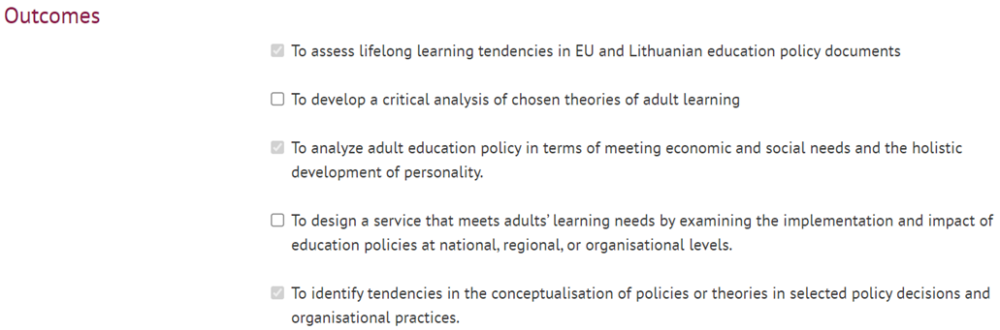 Outcomes
To assess lifelong learning tendencies in EU and Lithuanian education policy documents
To develop a critical analysis of chosen theories of adult learning
To analyze adult education policy in terms of meeting economic and social needs and the holistic
development of personality.
To design a service that meets adults’ learning needs by examining the implementation and impact of
education policies at national, regional, or organisational levels.
To identify tendencies in the conceptualisation of policies or theories in selected policy decisions and
organisational practices.